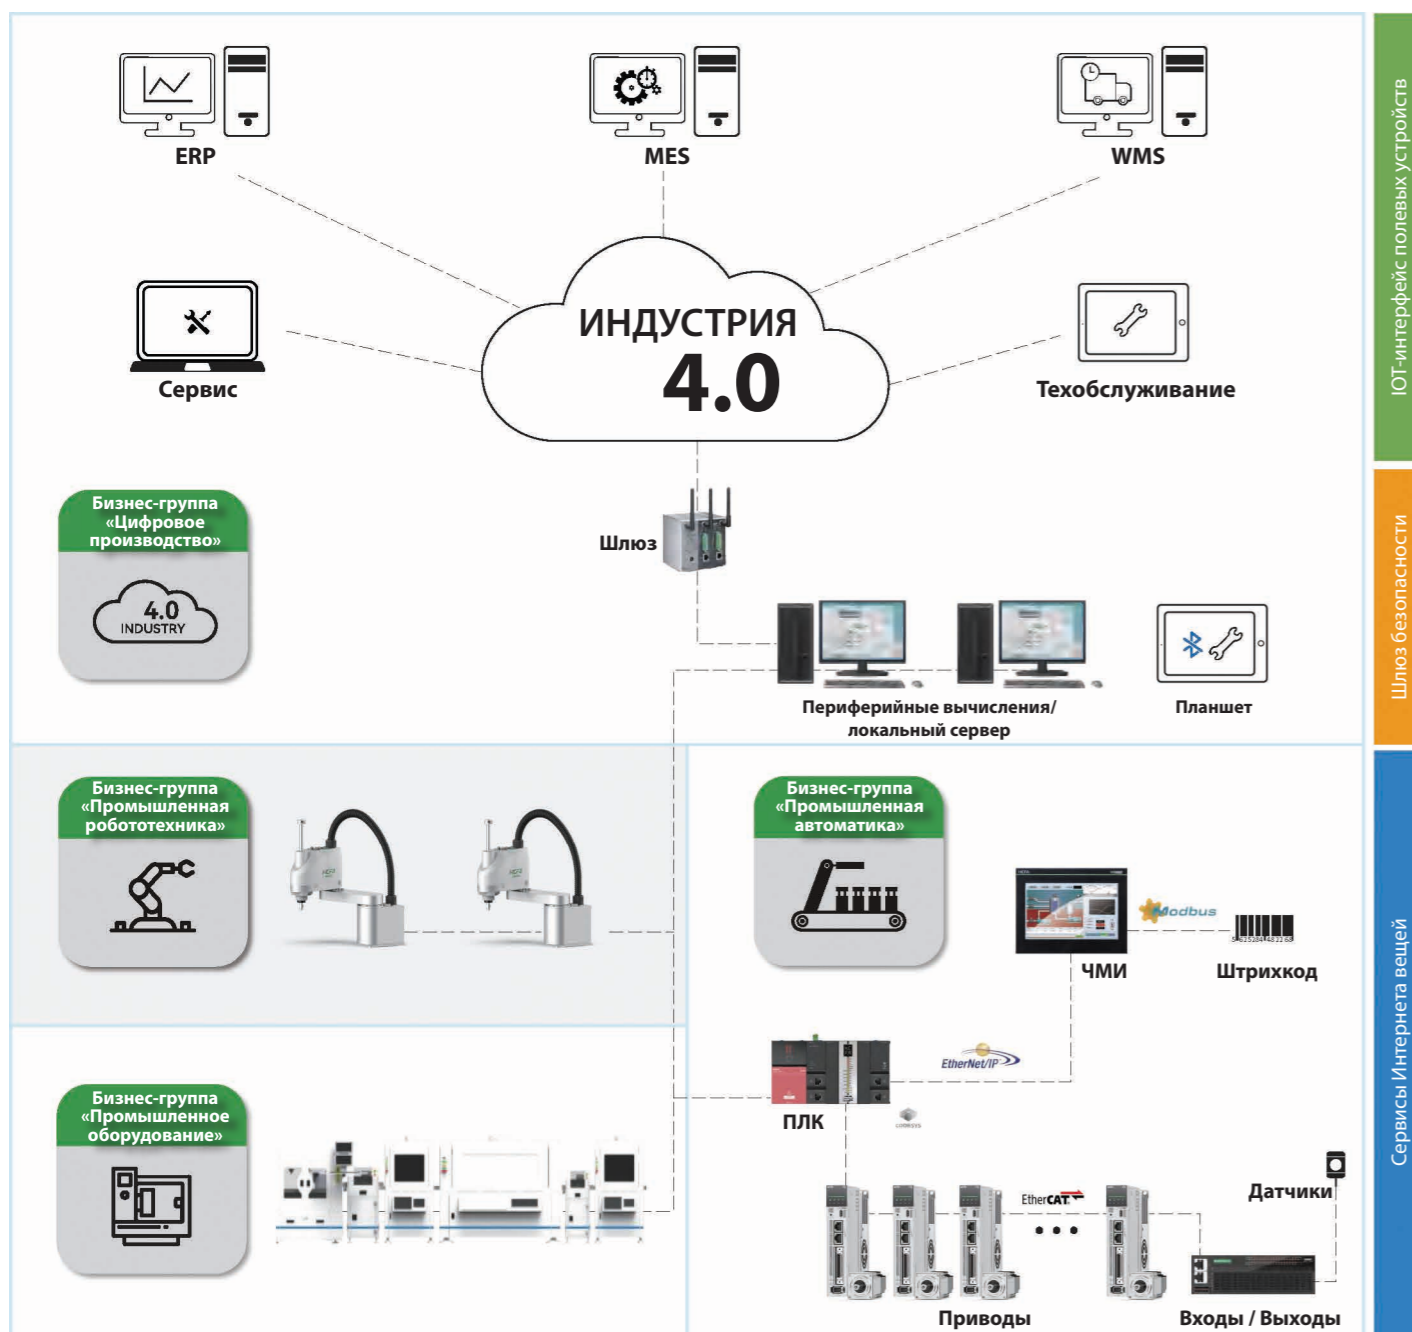 ERP
MES
WMS
ИНДУСТРИЯ
4.0
Сервис
Техобслуживание
IOT-интерфейс полевых устройств
Бизнес-группа
«Цифровое
производство»
4.0
INDUSTRY
Шлюз
Периферийные вычисления/
локальный сервер
Планшет
Шлюз безопасности
Бизнес-группа
«Промышленная
робототехника»
Бизнес-группа
«Промышленная
автоматика»
Modbus
ЧМИ
Штрихкод
EtherNet/IP
ПЛК
Сервисы Интернета вещей
Бизнес-группа
«Промышленное
оборудование»
EtherCAT
Датчики
Приводы
Входы / Выходы